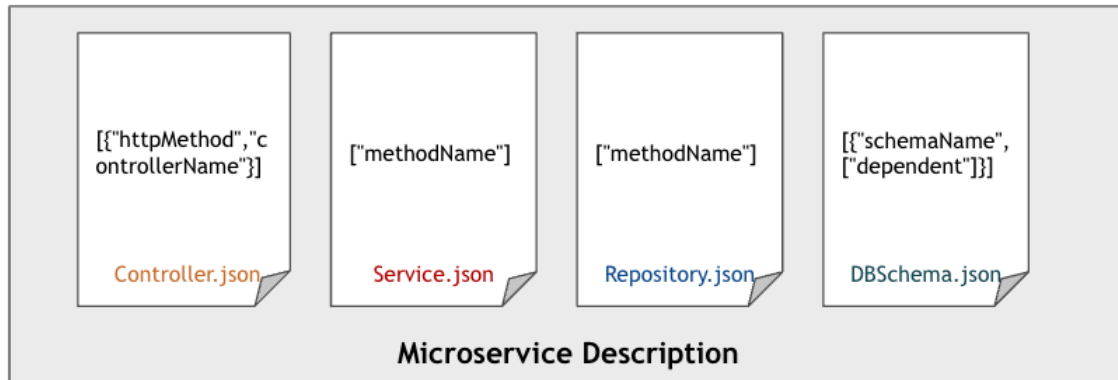 [{"httpMethod","c
ontrollerName"}]
["methodName"]
["methodName"]
[{"schemaName",
["dependent"]}]
Controller.json
Service.json
Repository.json
DBSchema.json
Microservice Description